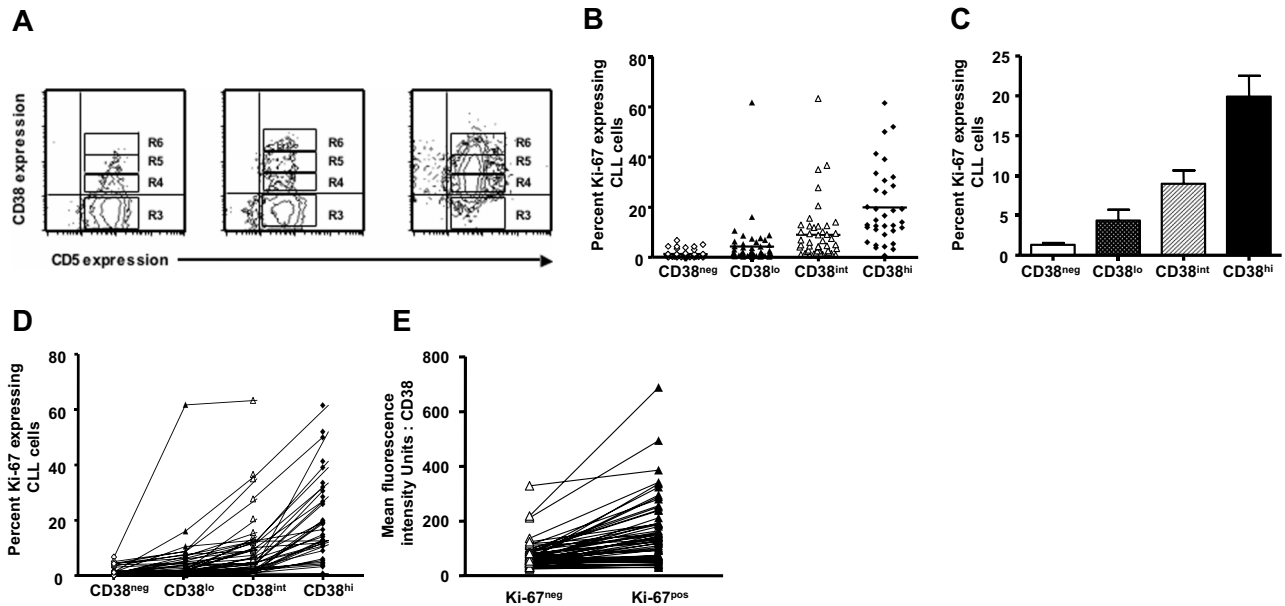 A
CD38 expression
R6
R5
R4
R3
R6
R5
R4
R3
R6
R5
R4
R3
CD5 expression
B
Percent Ki-67 expressing
CLL cells
80
60
40
20
0
CD38neg
CD38lo
CD38int
CD38hi
C
Percent Ki-67 expressing
CLL cells
25
20
15
10
5
0
CD38neg
CD38lo
CD38int
CD38hi
D
Percent Ki-67 expressing
CLL cells
80
60
40
20
0
CD38neg
CD38lo
CD38int
CD38hi
E
Mean fluorescence
intensity Units : CD38
800
600
400
200
0
Ki-67neg
Ki-67pos